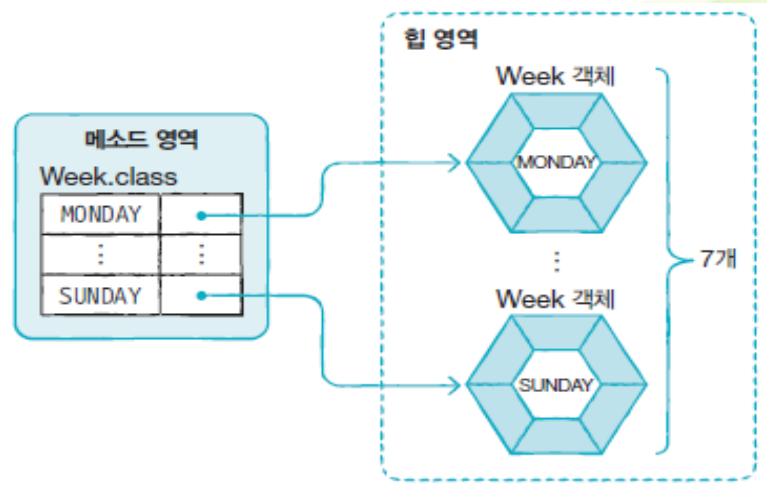 메소드 영역
Week.class
MONDAY
⋮ ⋮
SUNDAY
힙 영역
Week 객체
MONDAY
⋮
Week 객체
SUNDAY
7개